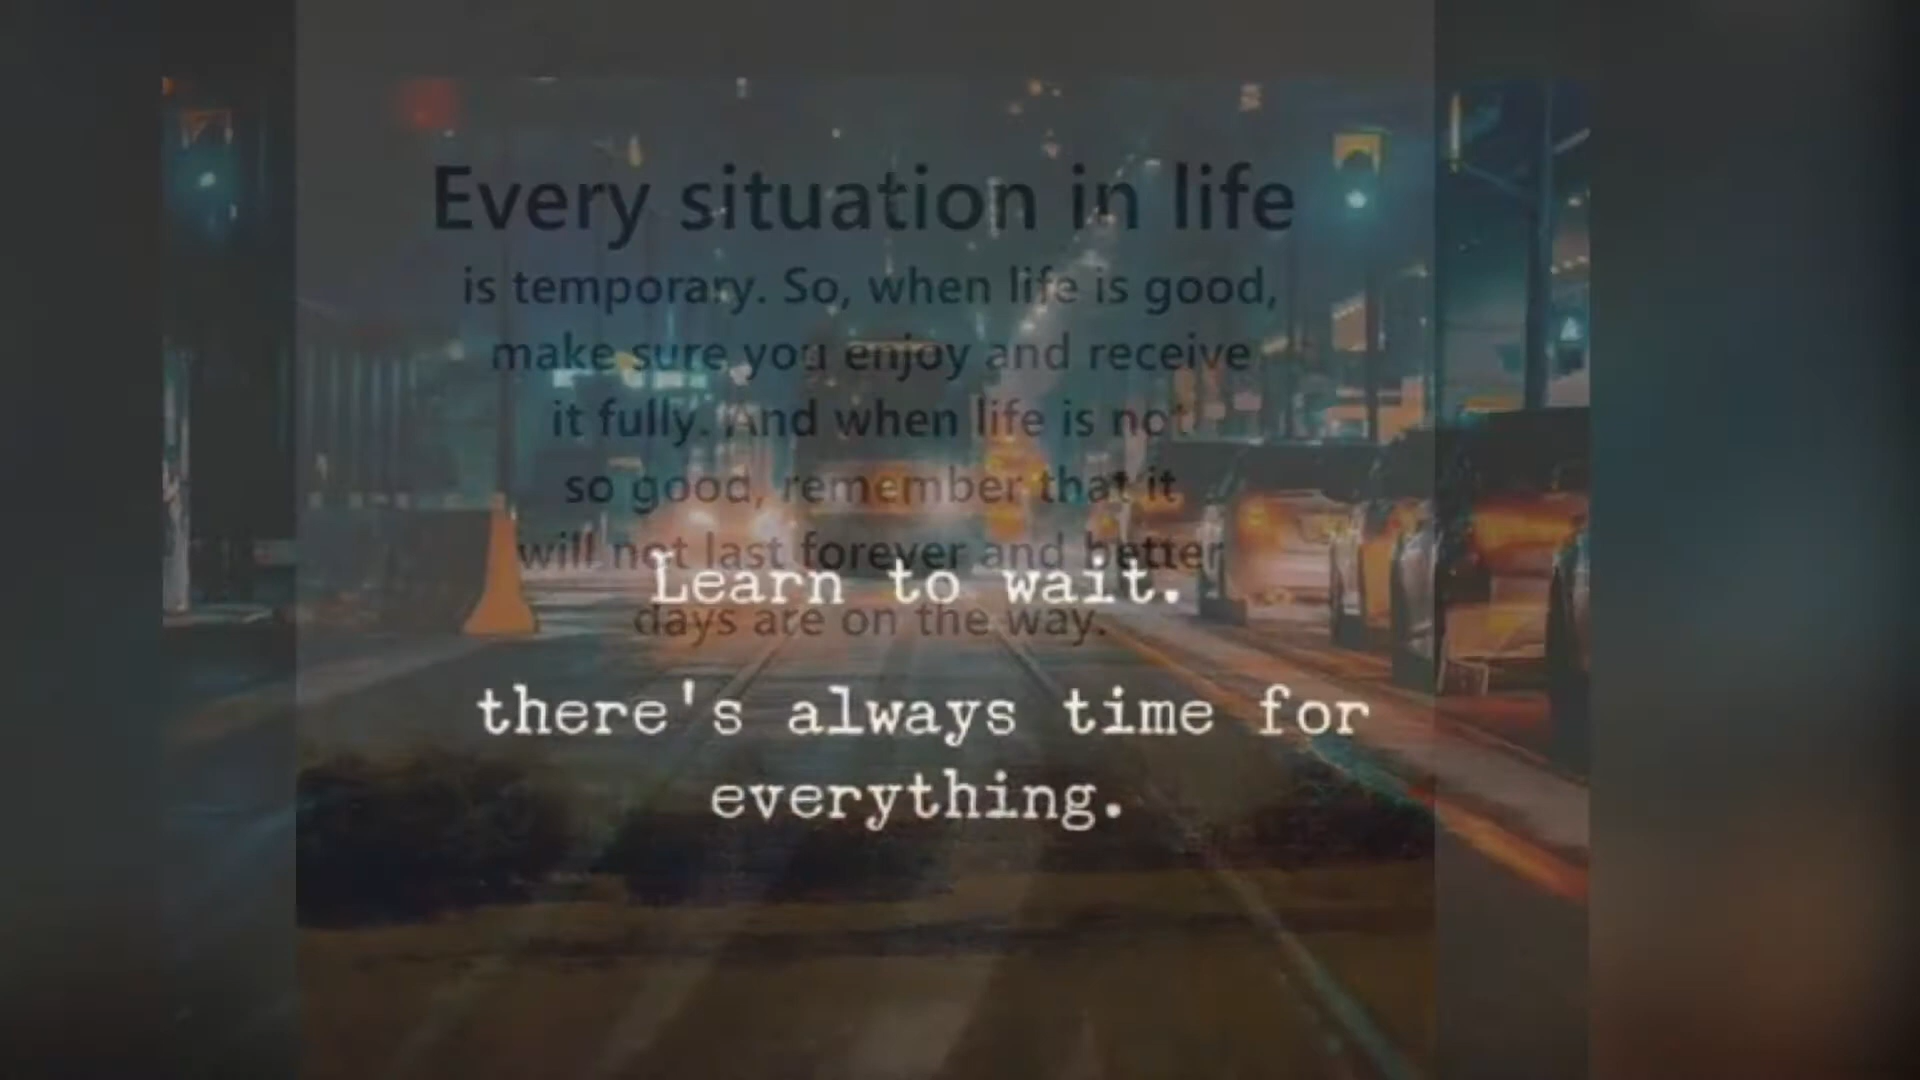 Every situation in life
is temporary. So, when life is good,
make sure you enjoy and receive
it fully. And when life is not
so good, remember that it
will not last forever and better
days are on the way.
Learn to wait.
there's always time for
everything.